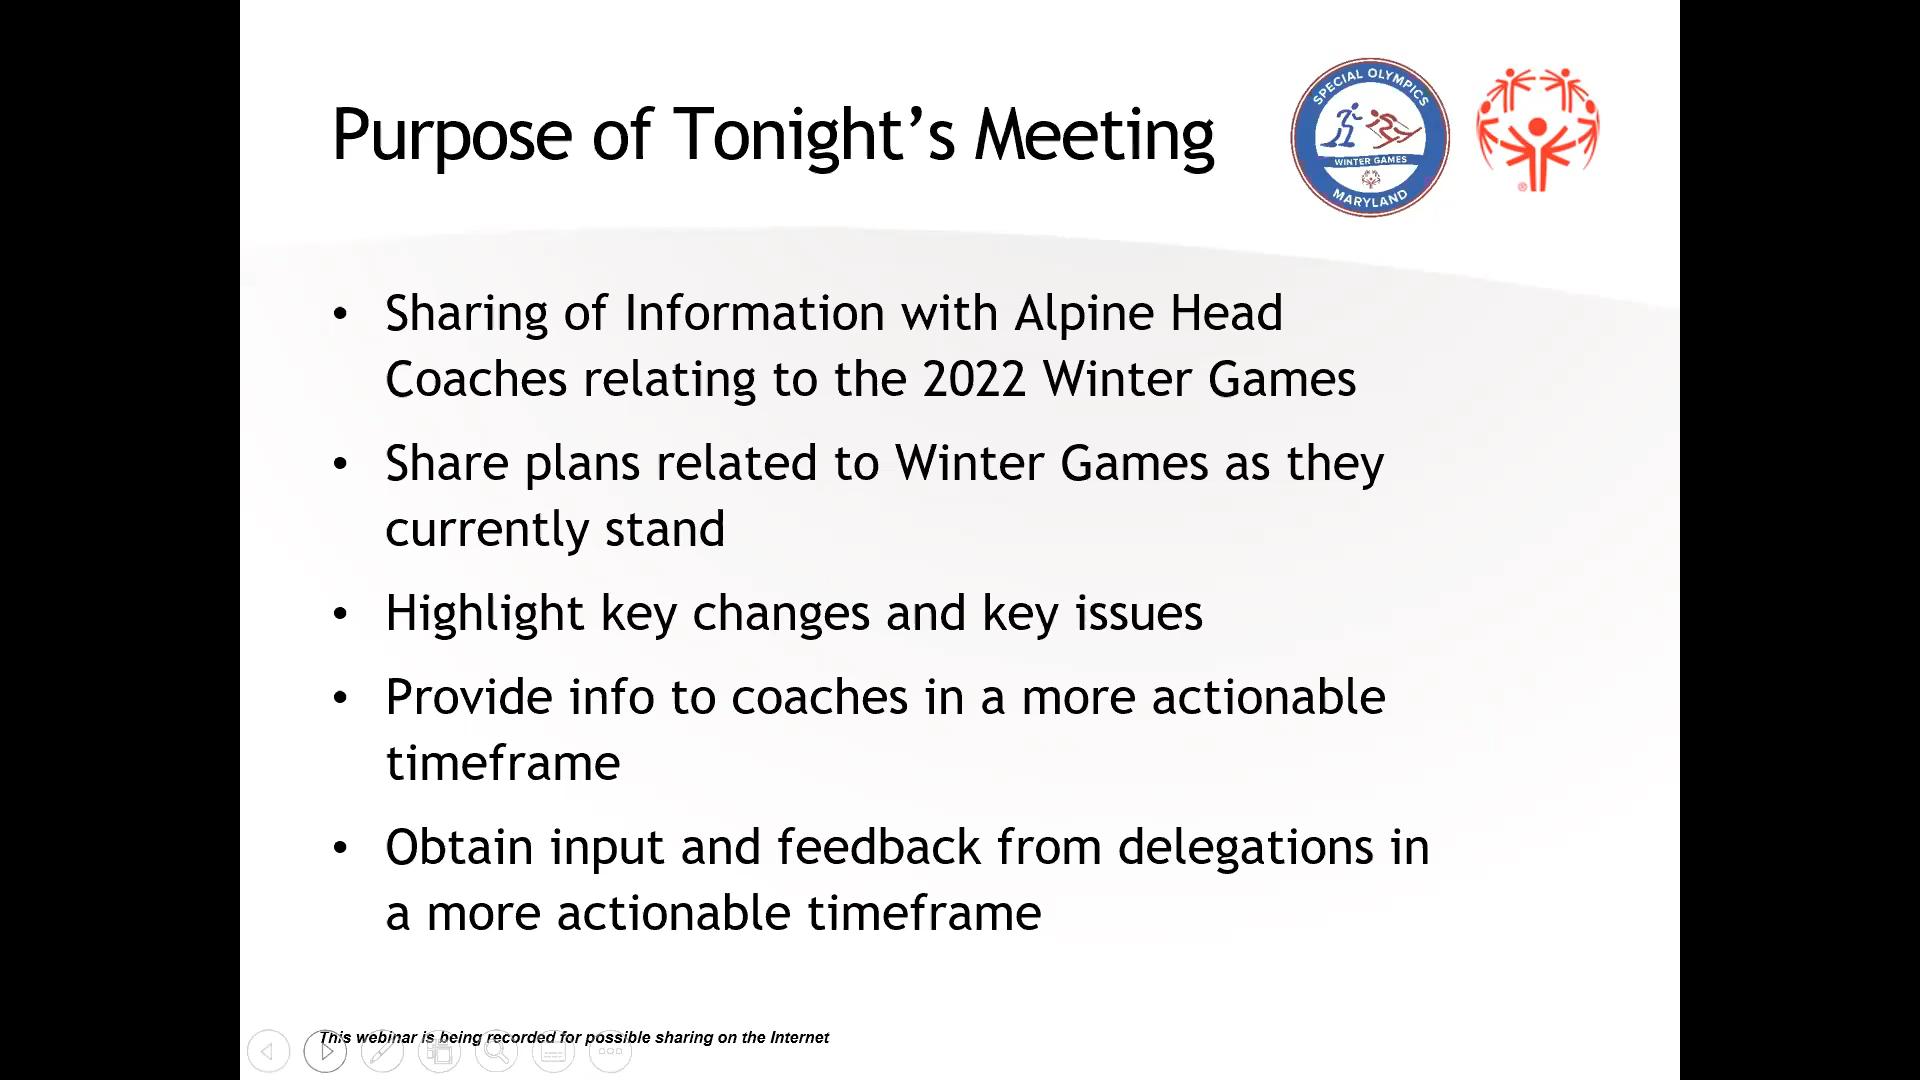 Purpose of Tonight’s Meeting
SPECIAL OLYMPICS
WINTER GAMES
MARYLAND
®
• Sharing of Information with Alpine Head
Coaches relating to the 2022 Winter Games
• Share plans related to Winter Games as they
currently stand
• Highlight key changes and key issues
• Provide info to coaches in a more actionable
timeframe
• Obtain input and feedback from delegations in
a more actionable timeframe
This webinar is being recorded for possible sharing on the Internet